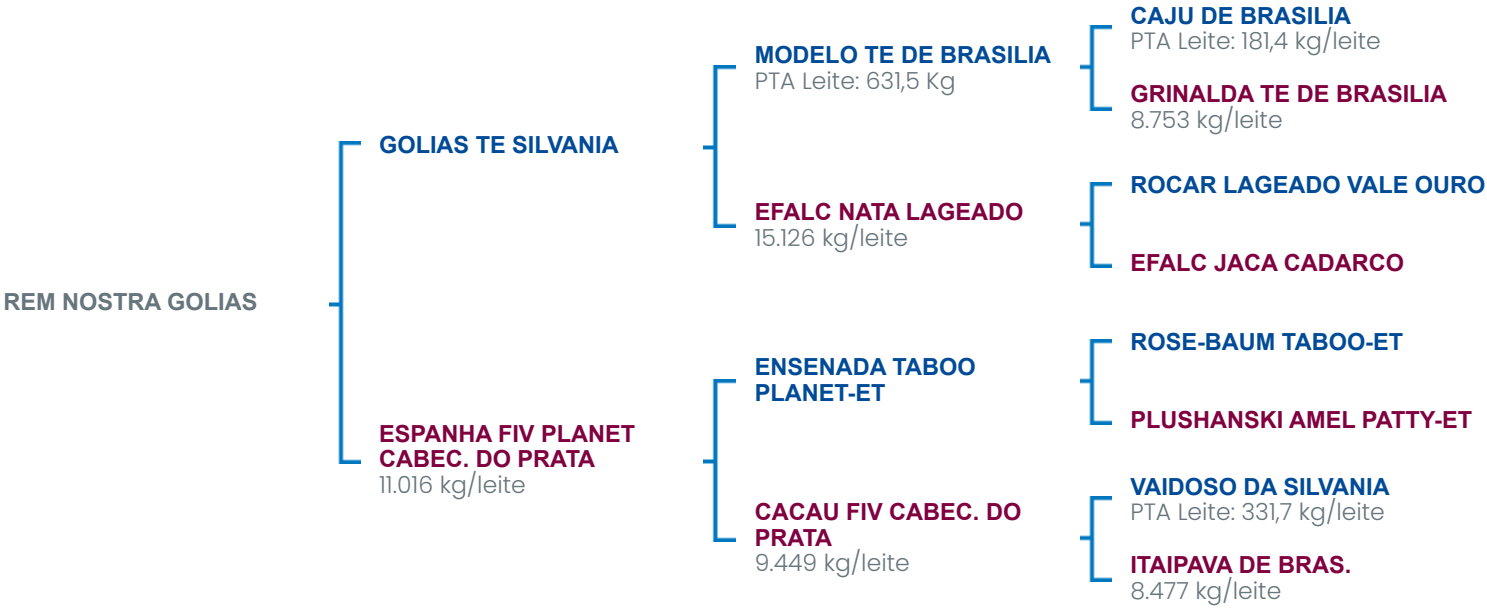 REM NOSTRA GOLIAS
GOLIAS TE SILVANIA
ESPANHA FIV PLANET
CABEC. DO PRATA
11.016 kg/leite
MODELO TE DE BRASILIA
PTA Leite: 631,5 Kg
EFALC NATA LAGEADO
15.126 kg/leite
ENSENADA TABOO
PLANET-ET
CACAU FIV CABEC. DO
PRATA
9.449 kg/leite
CAJU DE BRASILIA
PTA Leite: 181,4 kg/leite
GRINALDA TE DE BRASILIA
8.753 kg/leite
ROCAR LAGEADO VALE OURO
EFALC JACA CADARCO
ROSE-BAUM TABOO-ET
PLUSHANSKI AMEL PATTY-ET
VAIDOSO DA SILVANIA
PTA Leite: 331,7 kg/leite
ITAIPAVA DE BRAS.
8.477 kg/leite